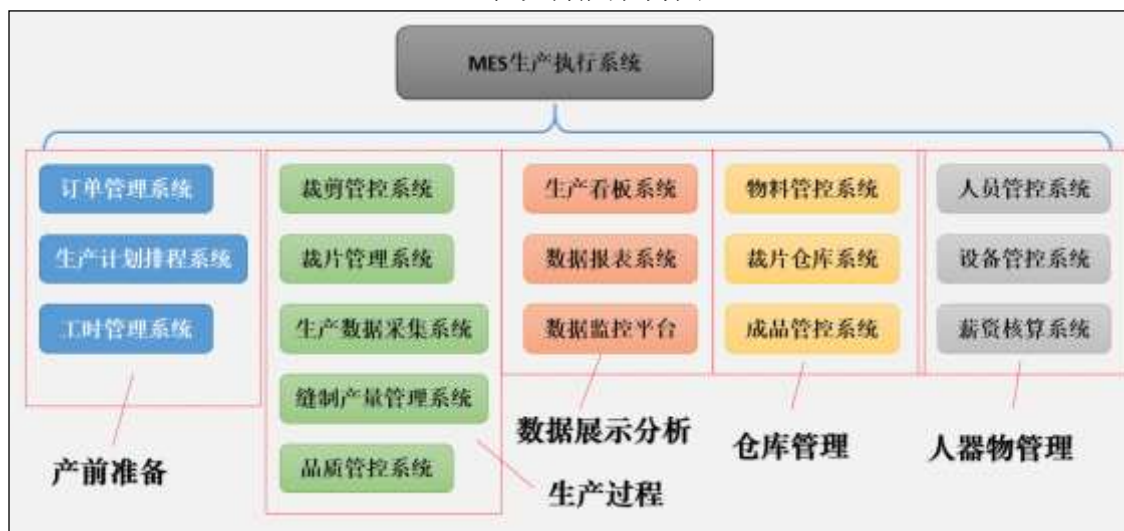 MES生产执行系统
订单管理系统
生产计划排程系统
工时管理系统
产前准备
裁剪管控系统
裁片管理系统
生产数据采集系统
缝制产量管理系统
品质管控系统
生产过程
生产看板系统
数据报表系统
数据监控平台
数据展示分析
物料管控系统
裁片仓库系统
成品管控系统
仓库管理
人员管控系统
设备管控系统
薪资核算系统
人器物管理